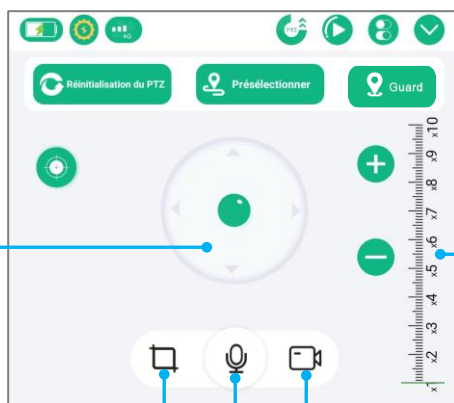 4G
PTZ
Réinitialisation du PTZ
Présélectionner
Guard
x10
x9
x8
x7
x6
x5
x4
x3
x2
x1